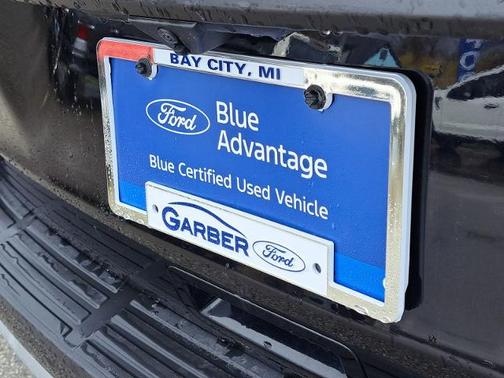 BAY CITY, MI
Ford
Blue
Advantage
Blue Certified Used Vehicle
GARBER
Ford